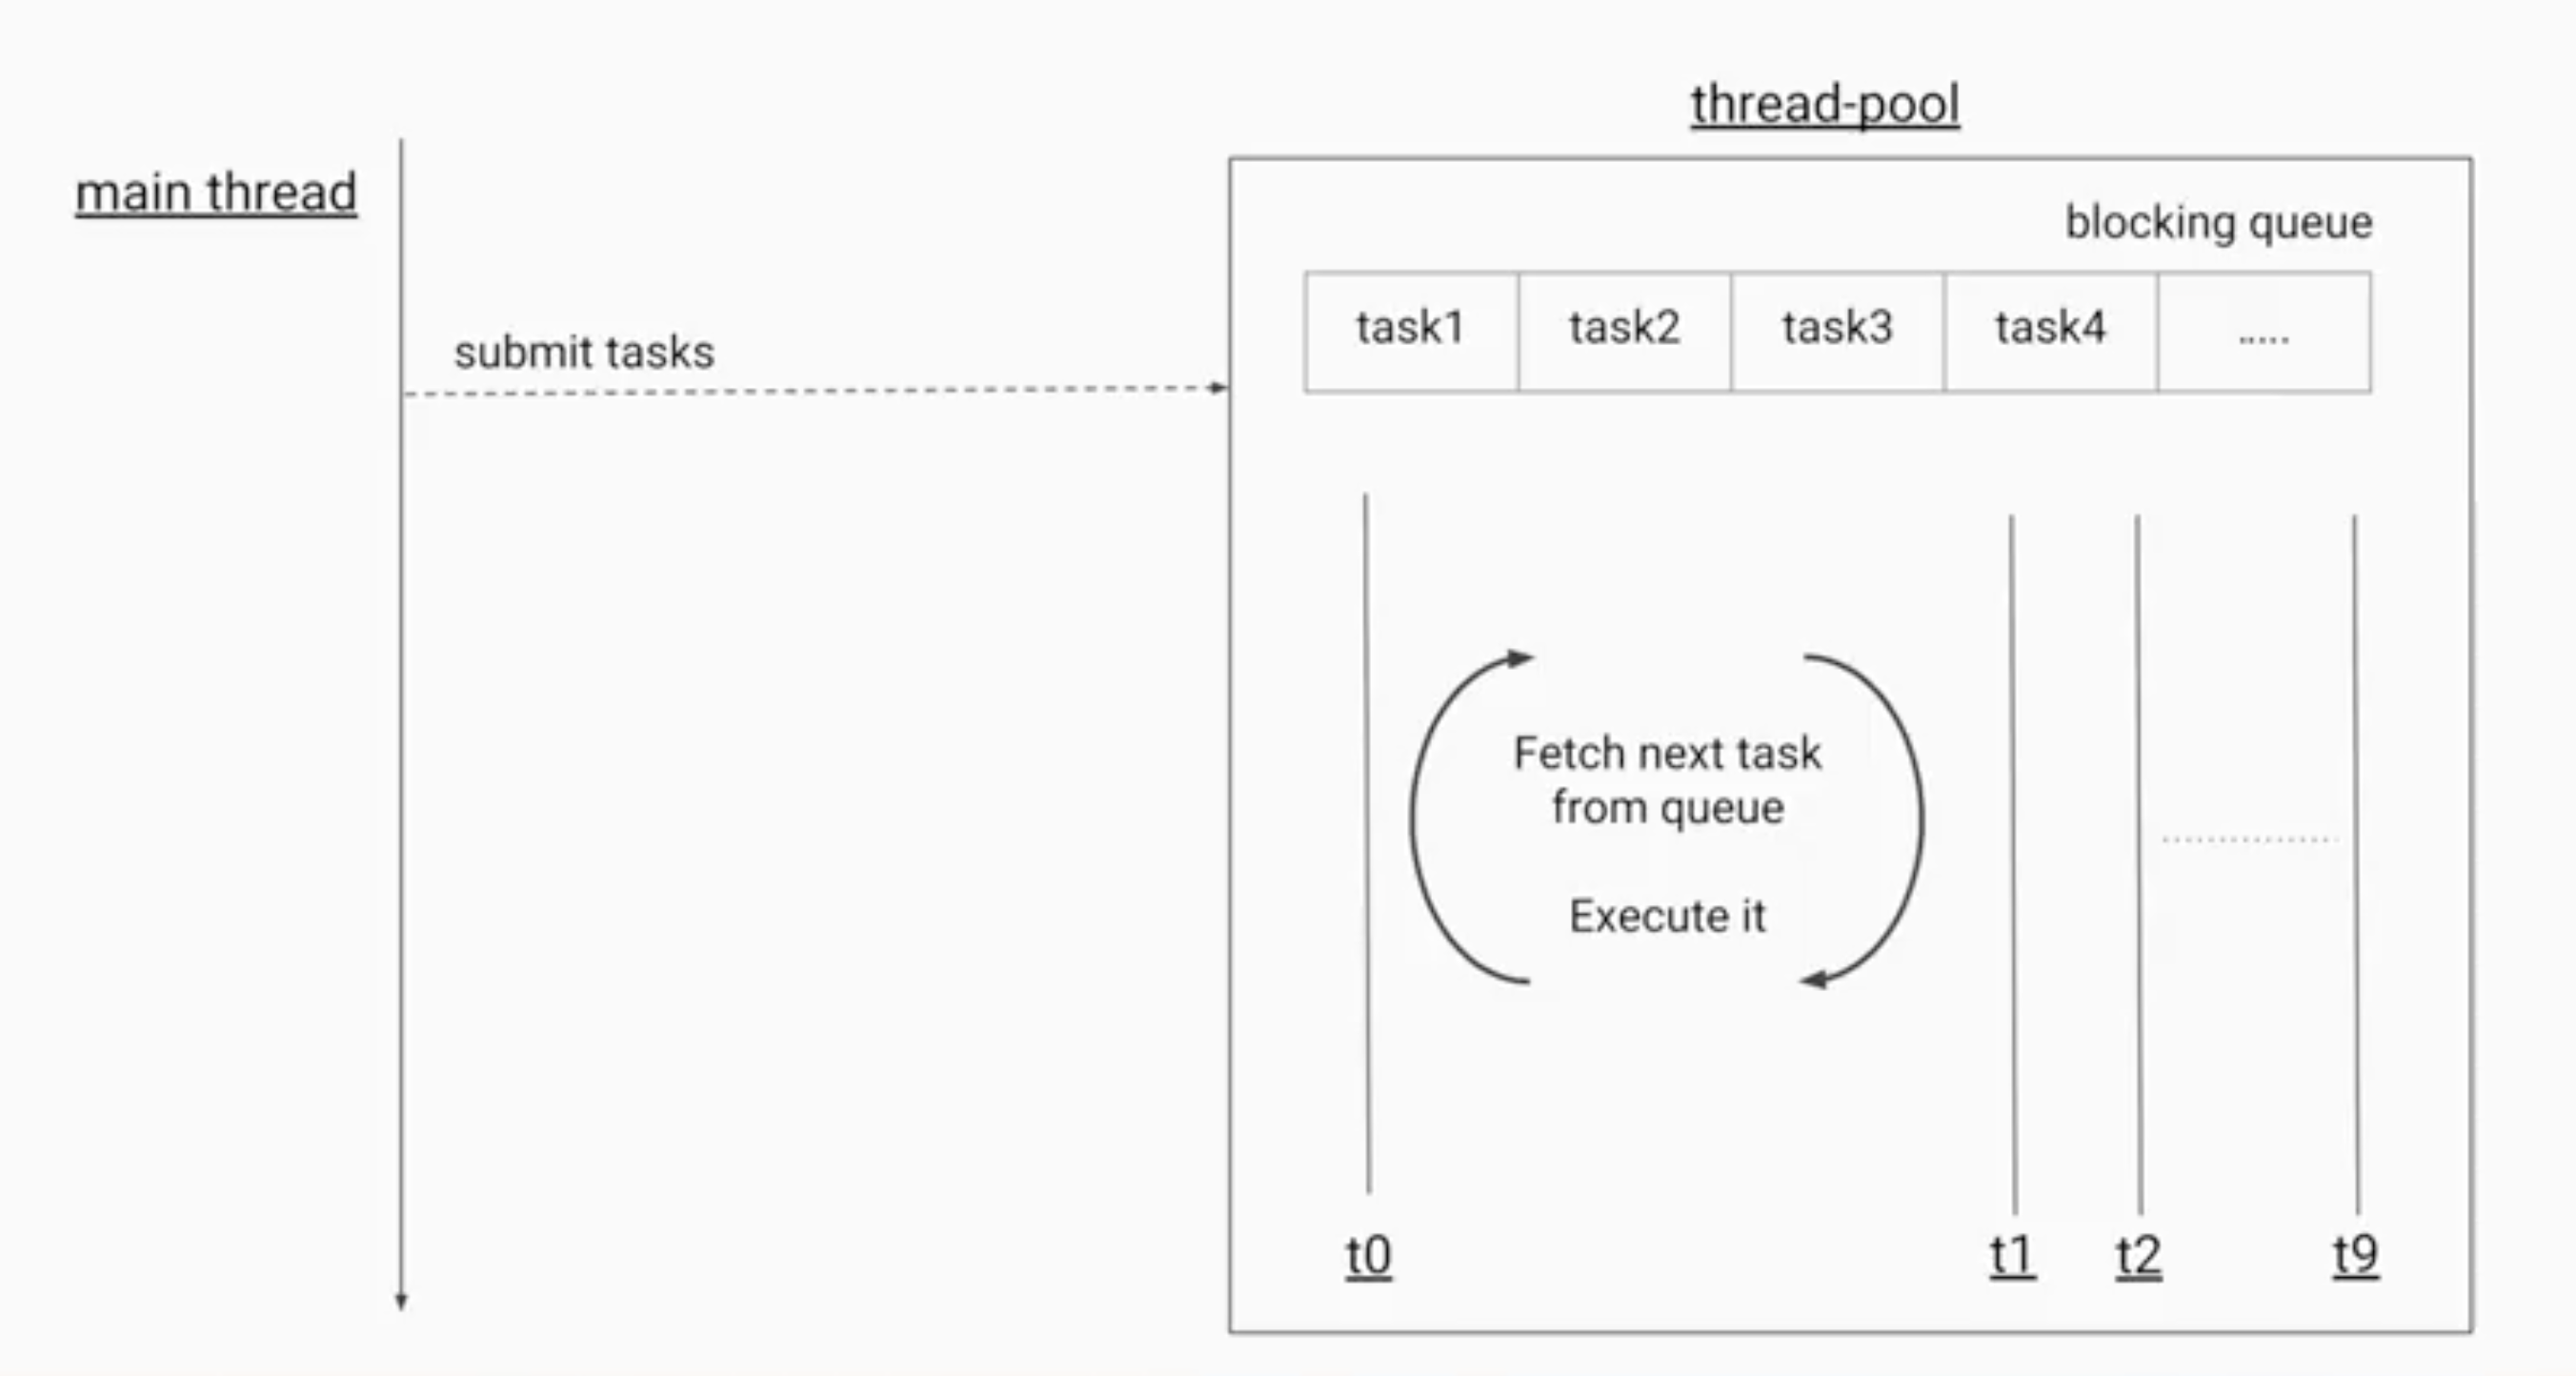 thread-pool
main thread
blocking queue
task1 task2 task3 task4 .....
submit tasks
Fetch next task
from queue
Execute it
t0 t1 t2 t9